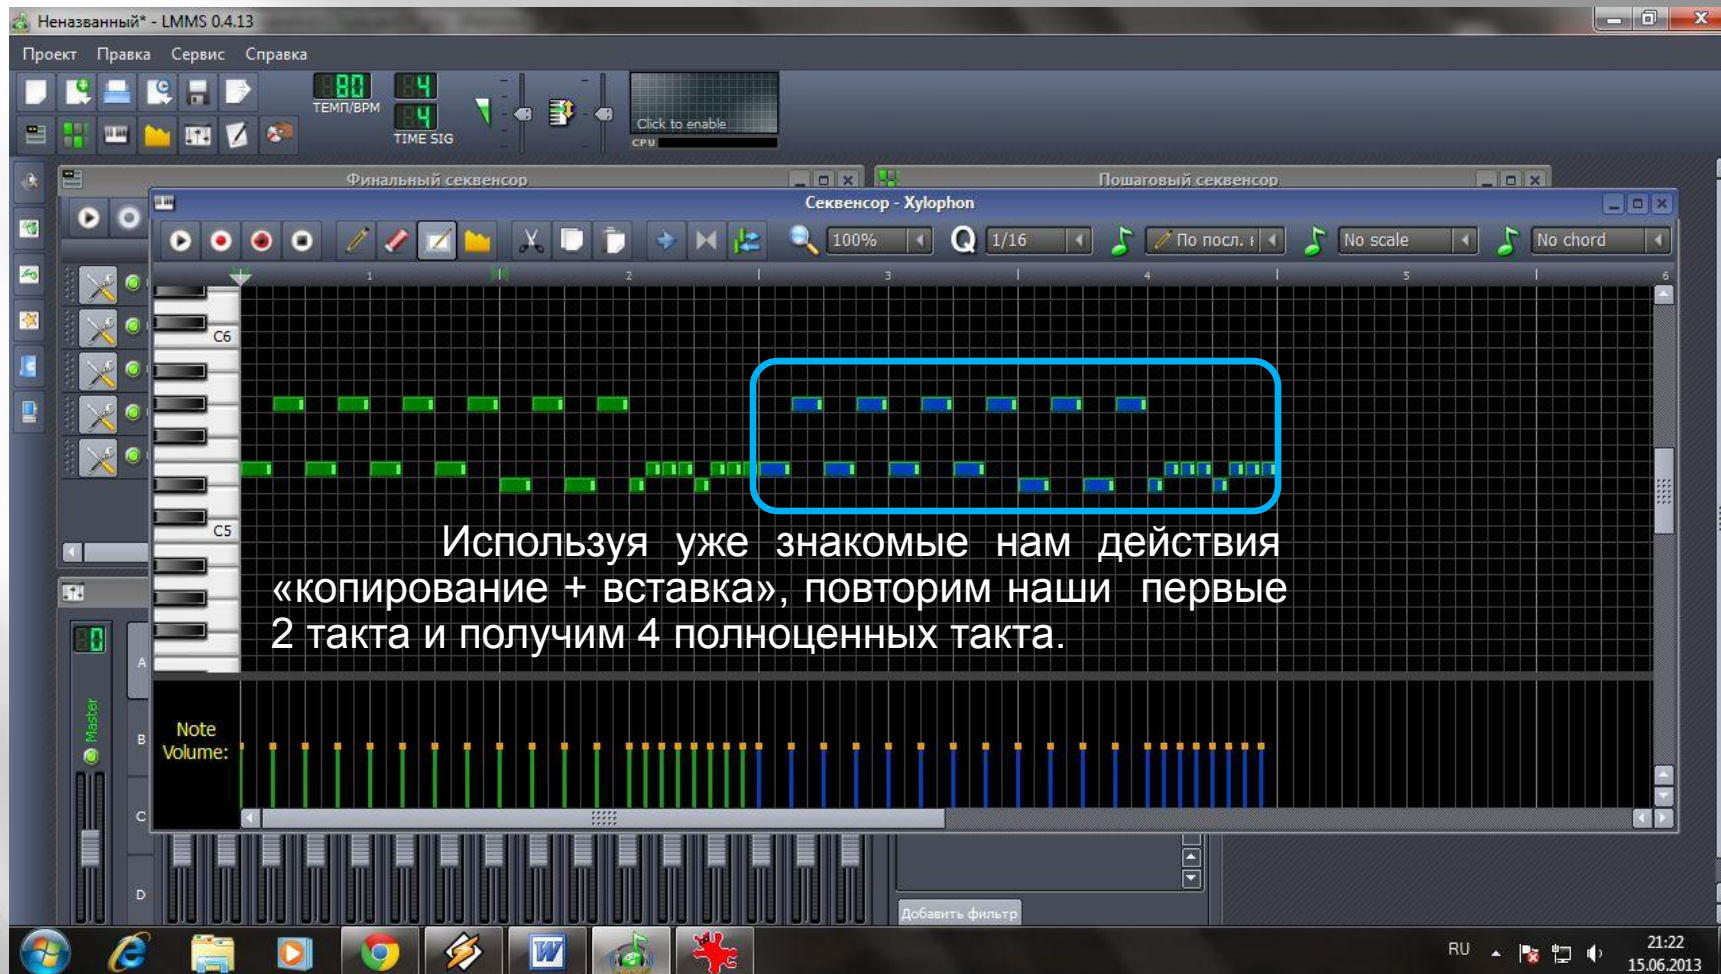 Неназванный* - LMMS 0.4.13
Проект Правка Сервис Справка
80
ТЕМП/BPM
4
4
TIME SIG
Click to enable
CPU
Финальный секвенсор
Пошаговый секвенсор
Секвенсор - Xylophon
100%
Q
1/16
По посл.
No scale
No chord
1 2 3 4 5 6
C6
C5
Используя уже знакомые нам действия
«копирование + вставка», повторим наши первые
2 такта и получим 4 полноценных такта.
0
Master
A
B
C
D
Note
Volume:
Добавить фильтр
RU
21:22
15.06.2013